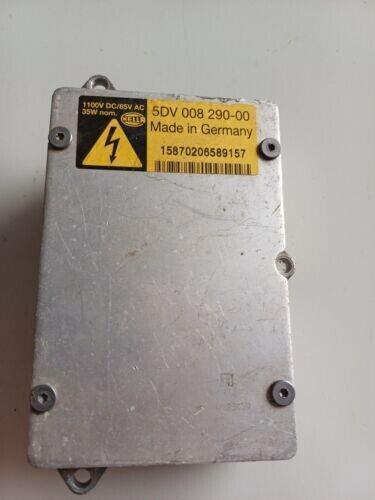 1100V DC/85V AC
35W nom.
HELLA
5DV 008 290-00
Made in Germany
15870206589157